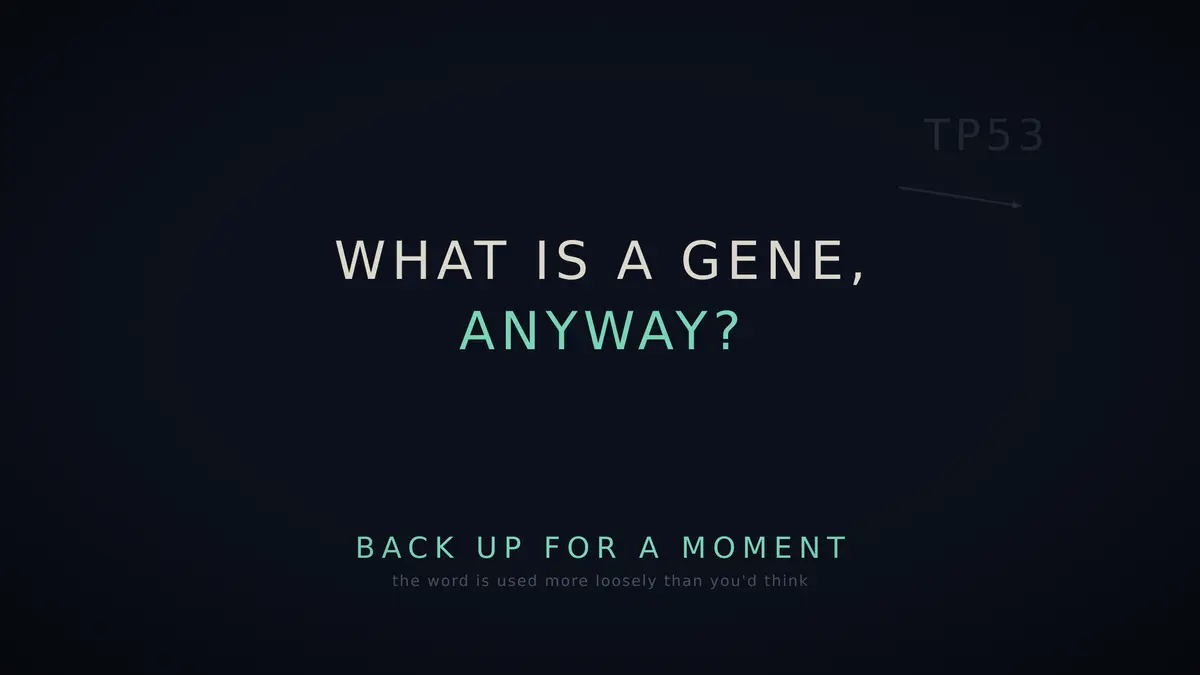 TP53
WHAT IS A GENE,
ANYWAY?
BACK UP FOR A MOMENT
the word is used more loosely than you'd think